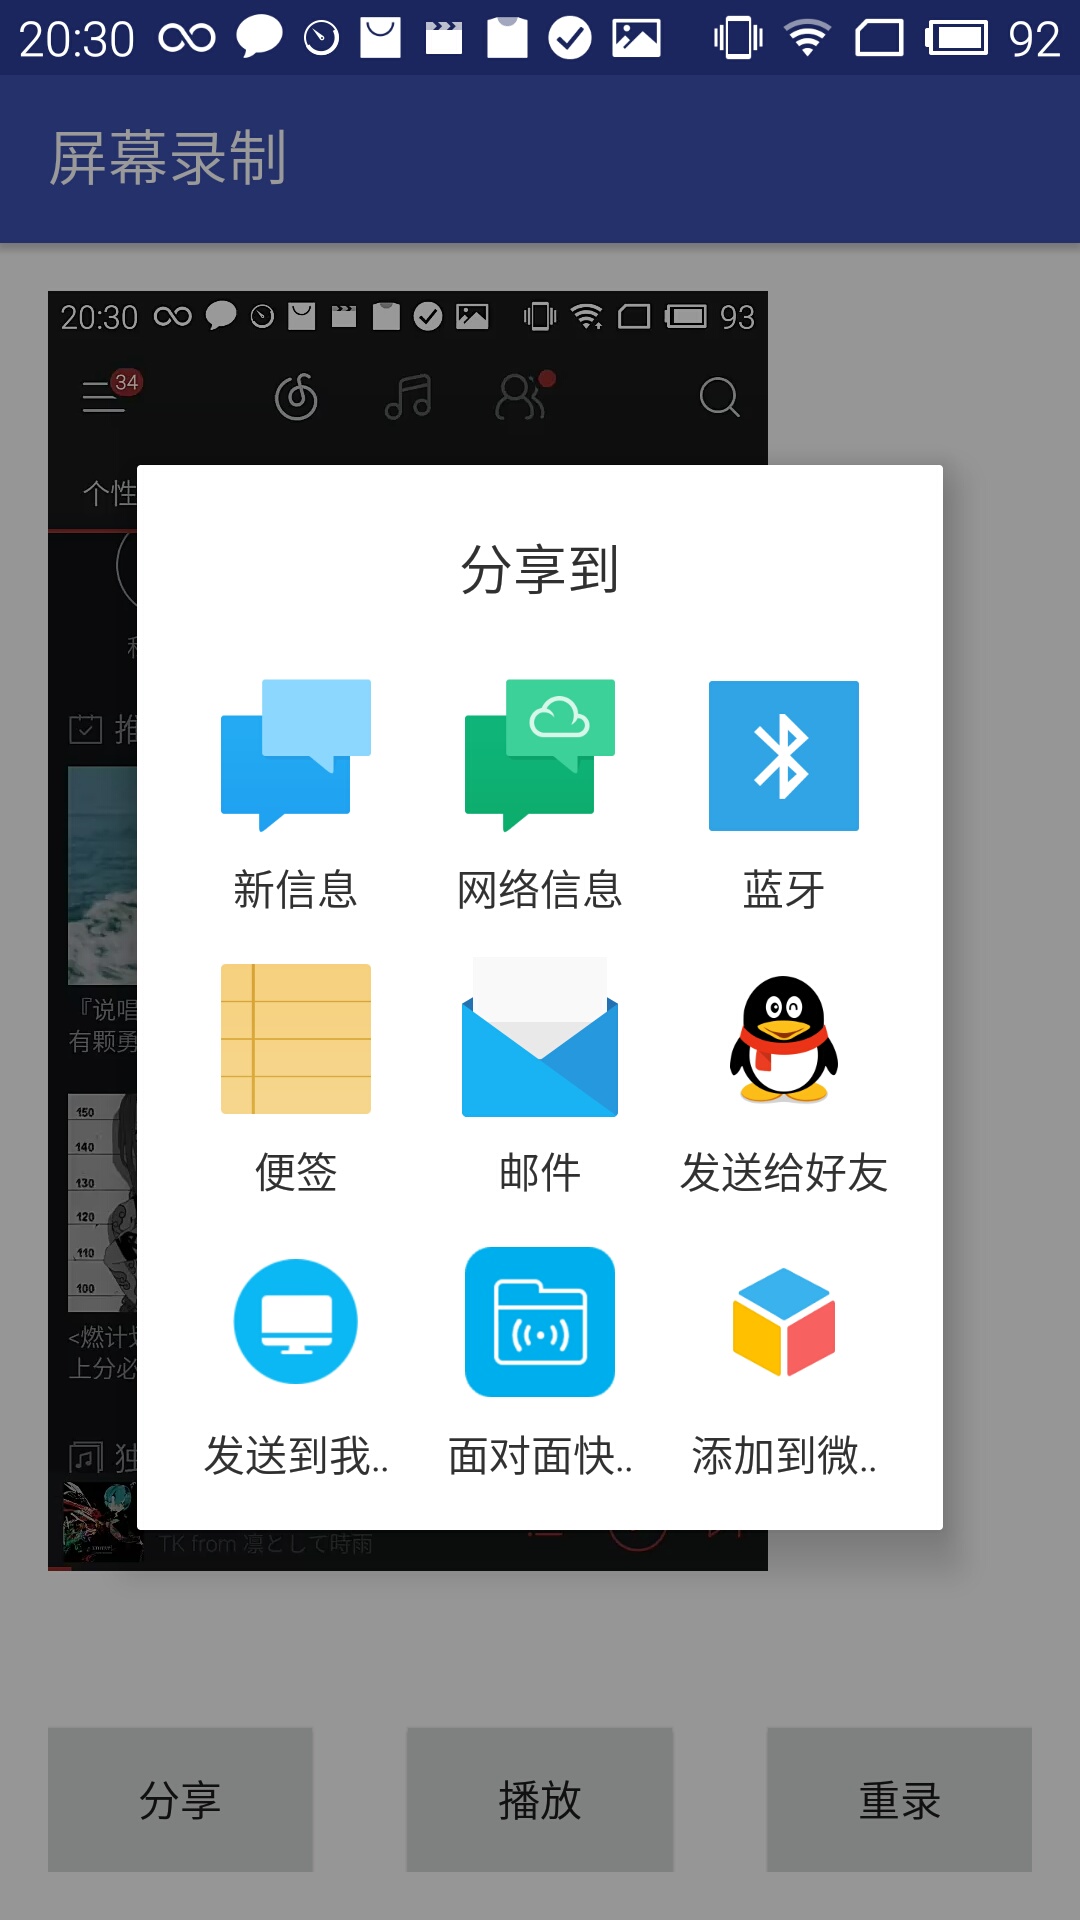 20:30
92
屏幕录制
20:30
93
34
个性
分享到
推
新信息
网络信息
蓝牙
『说唱
有颗勇
便签
邮件
发送给好友
150
140
130
120
110
100
<燃计划
上分必
独
发送到我..
面对面快..
添加到微..
TK from 凛として時雨
分享
播放
重录